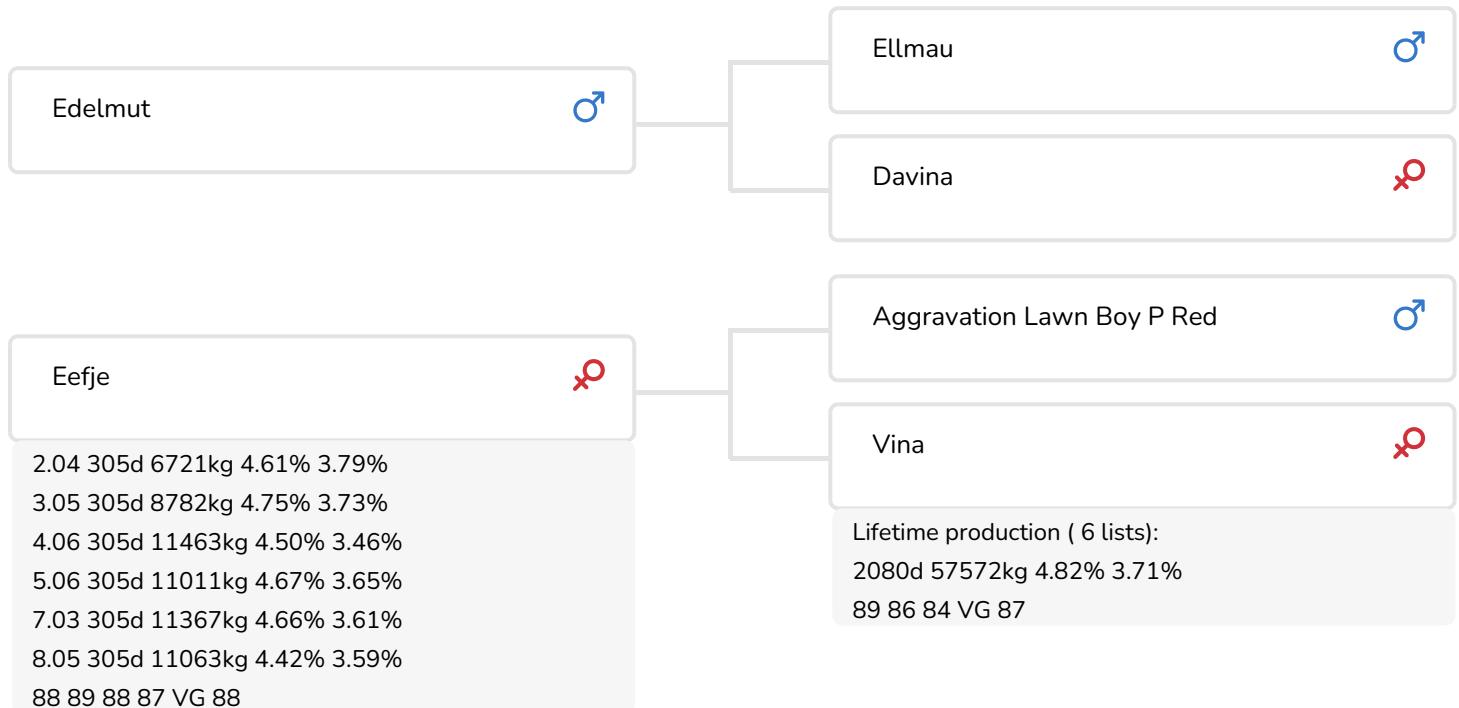 Edelmut
Ellmau
Davina
Eefje
2.04 305d 6721kg 4.61% 3.79%
3.05 305d 8782kg 4.75% 3.73%
4.06 305d 11463kg 4.50% 3.46%
5.06 305d 11011kg 4.67% 3.65%
7.03 305d 11367kg 4.66% 3.61%
8.05 305d 11063kg 4.42% 3.59%
88 89 88 87 VG 88
Aggravation Lawn Boy P Red
Vina
Lifetime production ( 6 lists):
2080d 57572kg 4.82% 3.71%
89 86 84 VG 87